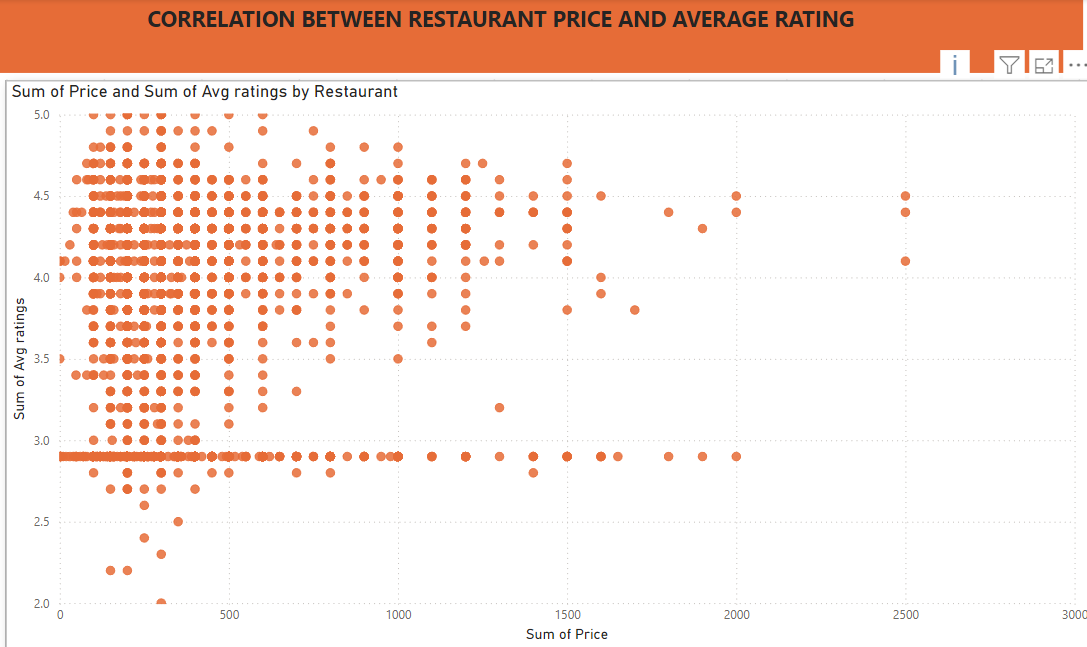 CORRELATION BETWEEN RESTAURANT PRICE AND AVERAGE RATING
i
Sum of Price and Sum of Avg ratings by Restaurant
5.0
4.5
4.0
3.5
3.0
2.5
2.0
Sum of Avg ratings
0 500 1000 1500 2000 2500 3000
Sum of Price